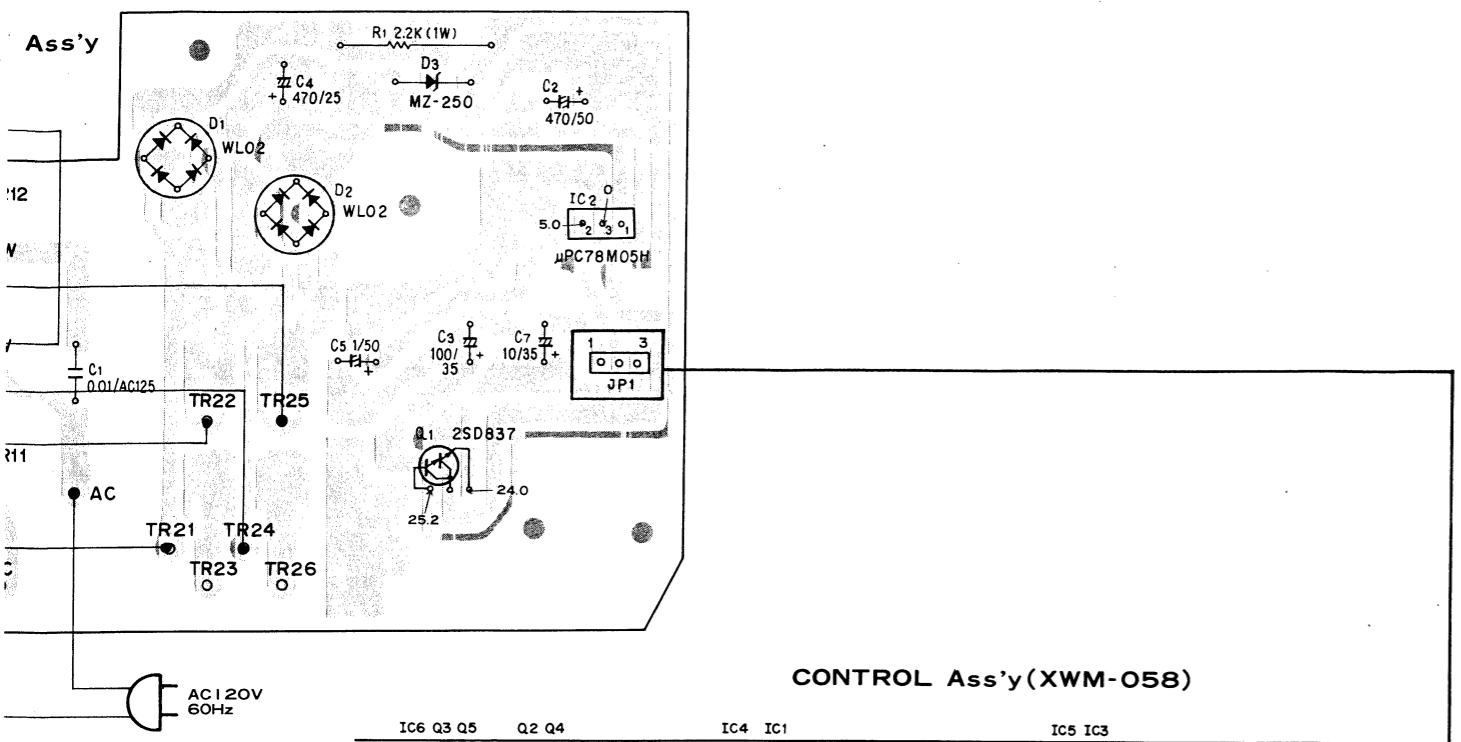 Ass'y
R1 2.2K (1W)
C4
+ 470/25
D3
MZ-250
C2 +
470/50
D1
WL02
D2
WL02
IC2
5.0
2 3 1
µPC78M05H
C5 1/50
+
C3
100/
35 +
C7
10/35 +
1 3
JP1
C1
0.01/AC125
TR22 TR25
Q1 2SD837
R11
AC
24.0
25.2
TR21 TR24
TR23 TR26
AC120V
60Hz
CONTROL Ass'y (XWM-058)
IC6 Q3 Q5 Q2 Q4 IC4 IC1 IC5 IC3